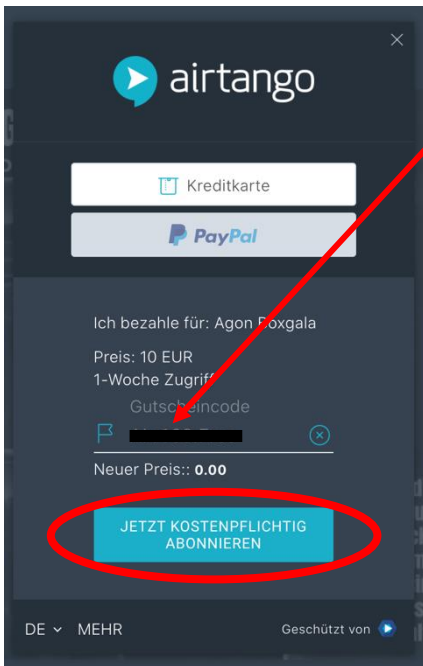 airtango
Kreditkarte
PayPal
Ich bezahle für: Agon Boxgala
Preis: 10 EUR
1-Woche Zugriff
Gutscheincode
Neuer Preis:: 0.00
JETZT KOSTENPFLICHTIG
ABONNIEREN
DE MEHR Geschützt von